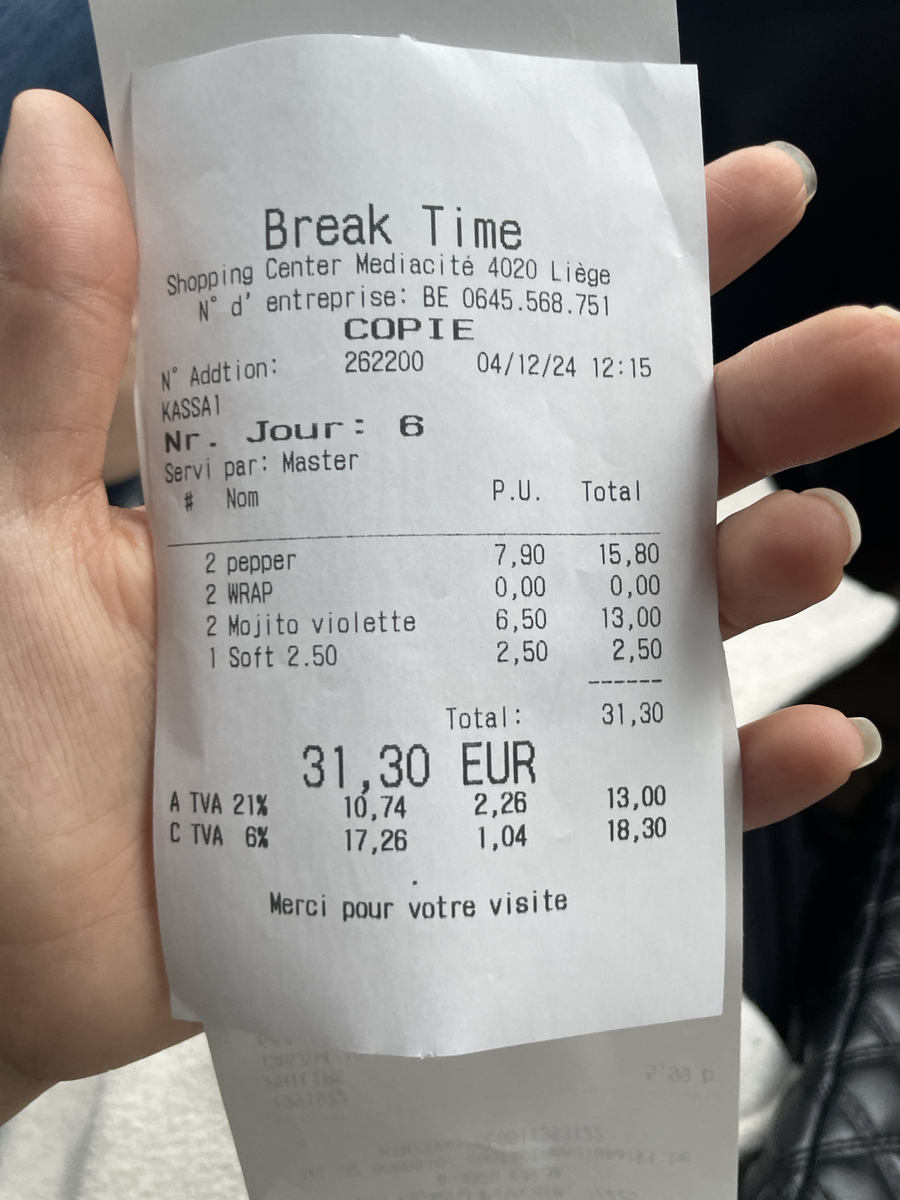 Break Time
Shopping Center Mediacité 4020 Liège
N° d' entreprise: BE 0645.568.751
COPIE
N° Addtion: 262200 04/12/24 12:15
KASSA1
Nr. Jour: 6
Servi par: Master
# Nom P.U. Total
2 pepper 7,90 15,80
2 WRAP 0,00 0,00
2 Mojito violette 6,50 13,00
1 Soft 2.50 2,50 2,50
------
Total: 31,30
31,30 EUR
A TVA 21% 10,74 2,26 13,00
C TVA 6% 17,26 1,04 18,30
.
Merci pour votre visite